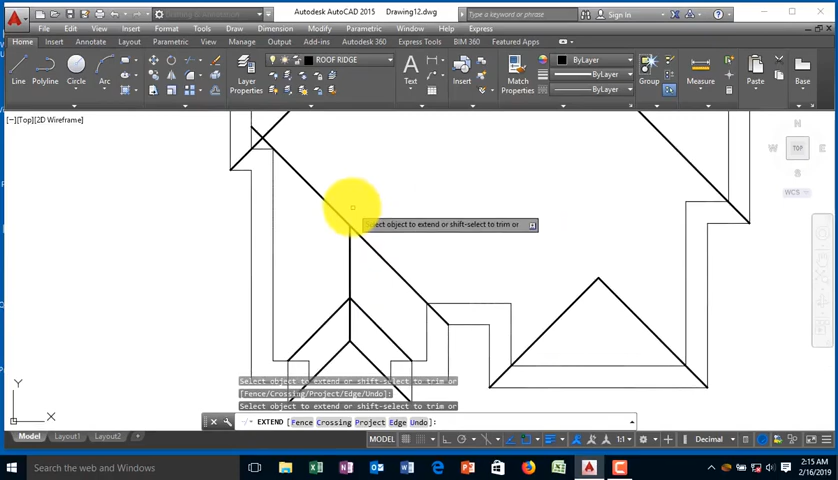 Autodesk AutoCAD 2015 Drawing12.dwg
Type a keyword or phrase
Sign In
File Edit View Insert Format Tools Draw Dimension Modify Parametric Window Help Express
Home Insert Annotate Layout Parametric View Manage Output Add-ins Autodesk 360 Express Tools BIM 360 Featured Apps
ROOF RIDGE
ByLayer
ByLayer
ByLayer
Line Polyline Circle Arc
Layer
Properties
Text
Insert
Match
Properties
Group
Measure
Paste
Base
[−][Top][2D Wireframe]
N
W TOP E
S
WCS
Select object to extend or shift-select to trim or
Y
X
Select object to extend or shift-select to trim or
[Fence/Crossing/Project/Edge/Undo]:
Select object to extend or shift-select to trim or
EXTEND [Fence Crossing Project Edge Undo]:
Model Layout1 Layout2 +
MODEL
1:1
Decimal
Search the web and Windows
2:15 AM
2/16/2019